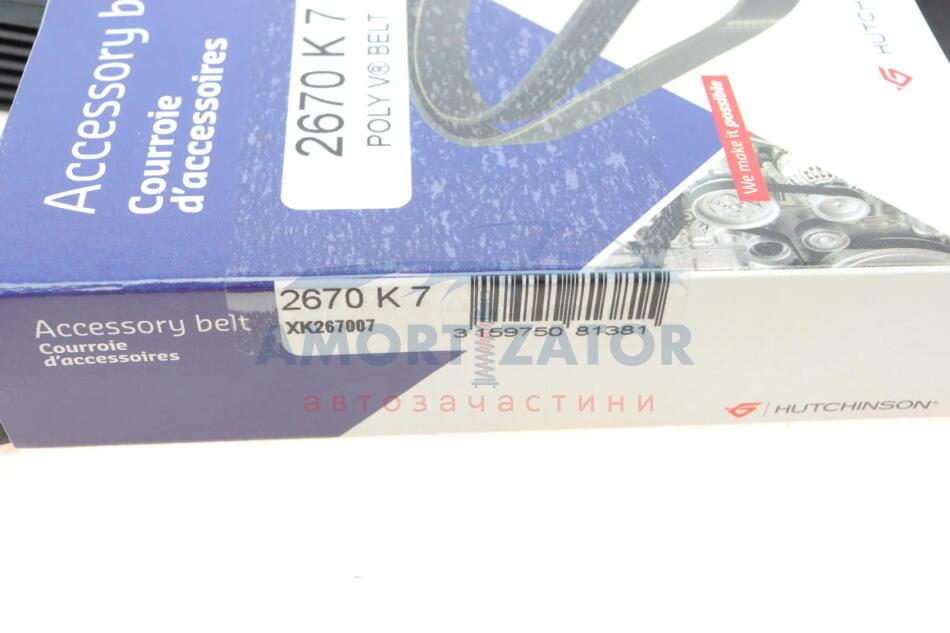 Accessory b
Courroie
d'accessoires
2670 K 7
POLY V® BELT
HUTCH
We make it possible
2670 K 7
XK267007
3 159750 81381
Accessory belt
Courroie
d'accessoires
AMORTIZATOR
автозачастини
HUTCHINSON®